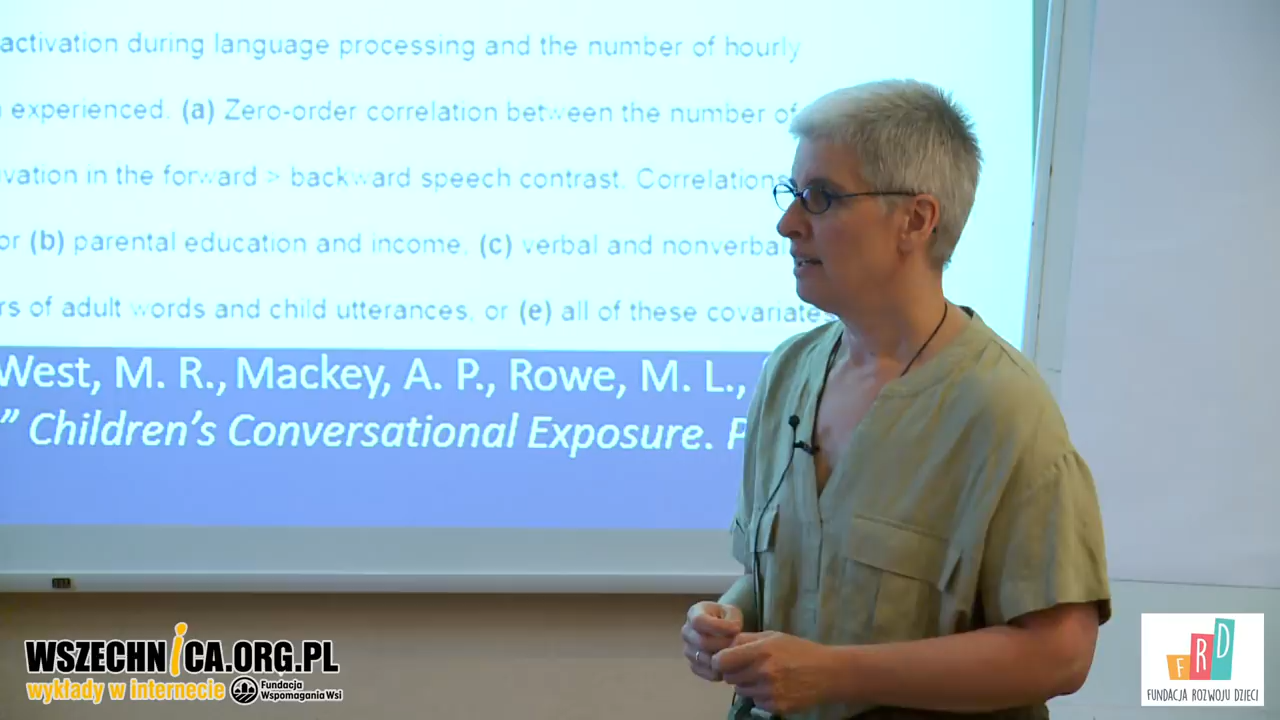 activation during language processing and the number of hourly
experienced. (a) Zero-order correlation between the number of
vation in the forward > backward speech contrast. Correlations
or (b) parental education and income, (c) verbal and nonverbal
rs of adult words and child utterances, or (e) all of these covariates
West, M. R., Mackey, A. P., Rowe, M. L.,
” Children’s Conversational Exposure. P
WSZECHNICA.ORG.PL
wykłady w internecie
Fundacja
Wspomagania Wsi
FRD
FUNDACJA ROZWOJU DZIECI